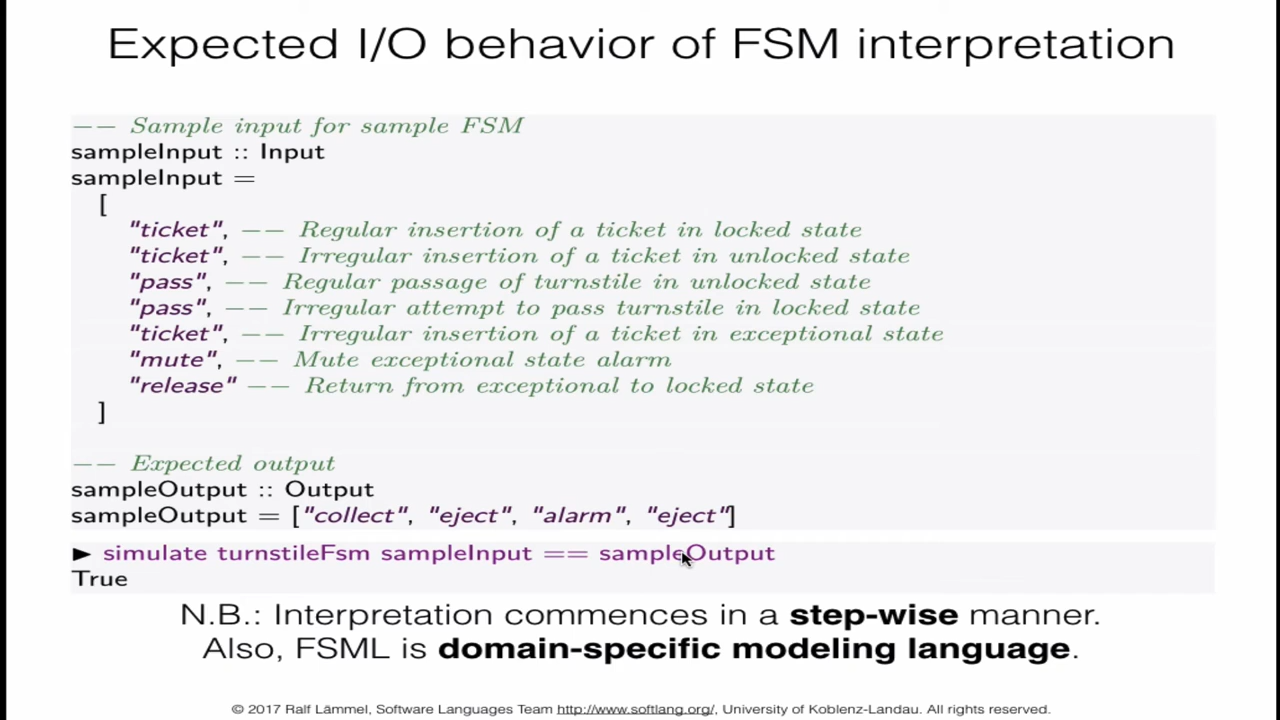 Expected I/O behavior of FSM interpretation
−− Sample input for sample FSM
sampleInput :: Input
sampleInput =
[
"ticket", −− Regular insertion of a ticket in locked state
"ticket", −− Irregular insertion of a ticket in unlocked state
"pass", −− Regular passage of turnstile in unlocked state
"pass", −− Irregular attempt to pass turnstile in locked state
"ticket", −− Irregular insertion of a ticket in exceptional state
"mute", −− Mute exceptional state alarm
"release" −− Return from exceptional to locked state
]
−− Expected output
sampleOutput :: Output
sampleOutput = ["collect", "eject", "alarm", "eject"]
► simulate turnstileFsm sampleInput == sampleOutput
True
N.B.: Interpretation commences in a step-wise manner.
Also, FSML is domain-specific modeling language.
© 2017 Ralf Lämmel, Software Languages Team http://www.softlang.org/, University of Koblenz-Landau. All rights reserved.